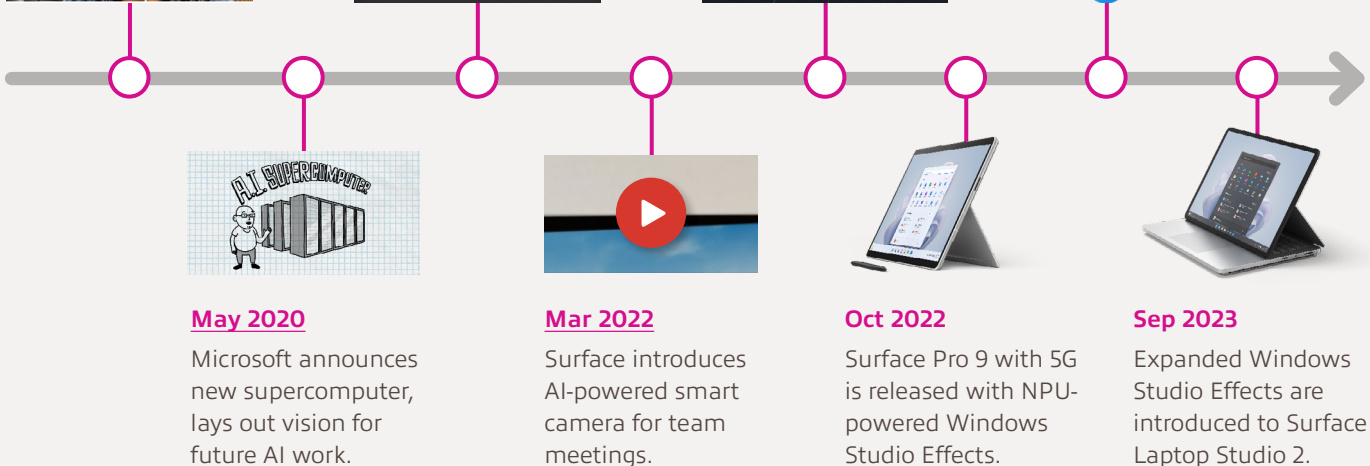 A.I. SUPERCOMPUTER
May 2020
Microsoft announces
new supercomputer,
lays out vision for
future AI work.
Mar 2022
Surface introduces
AI-powered smart
camera for team
meetings.
Oct 2022
Surface Pro 9 with 5G
is released with NPU-
powered Windows
Studio Effects.
Sep 2023
Expanded Windows
Studio Effects are
introduced to Surface
Laptop Studio 2.